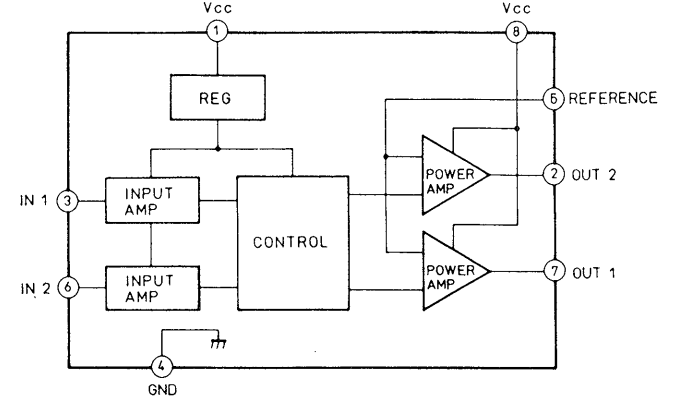 Vcc
Vcc
1
8
REG
5 REFERENCE
POWER AMP
2 OUT 2
IN 1 3
INPUT AMP
CONTROL
POWER AMP
7 OUT 1
IN 2 6
INPUT AMP
4
GND